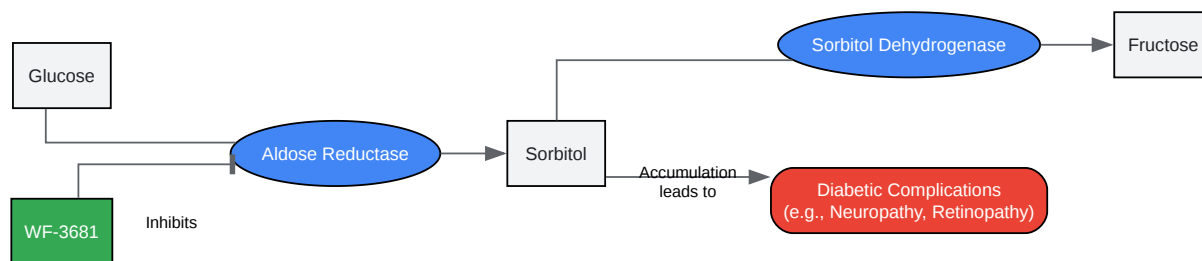 Sorbitol Dehydrogenase
Fructose
Glucose
Aldose Reductase
Sorbitol
Accumulation
leads to
Diabetic Complications
(e.g., Neuropathy, Retinopathy)
WF-3681
Inhibits